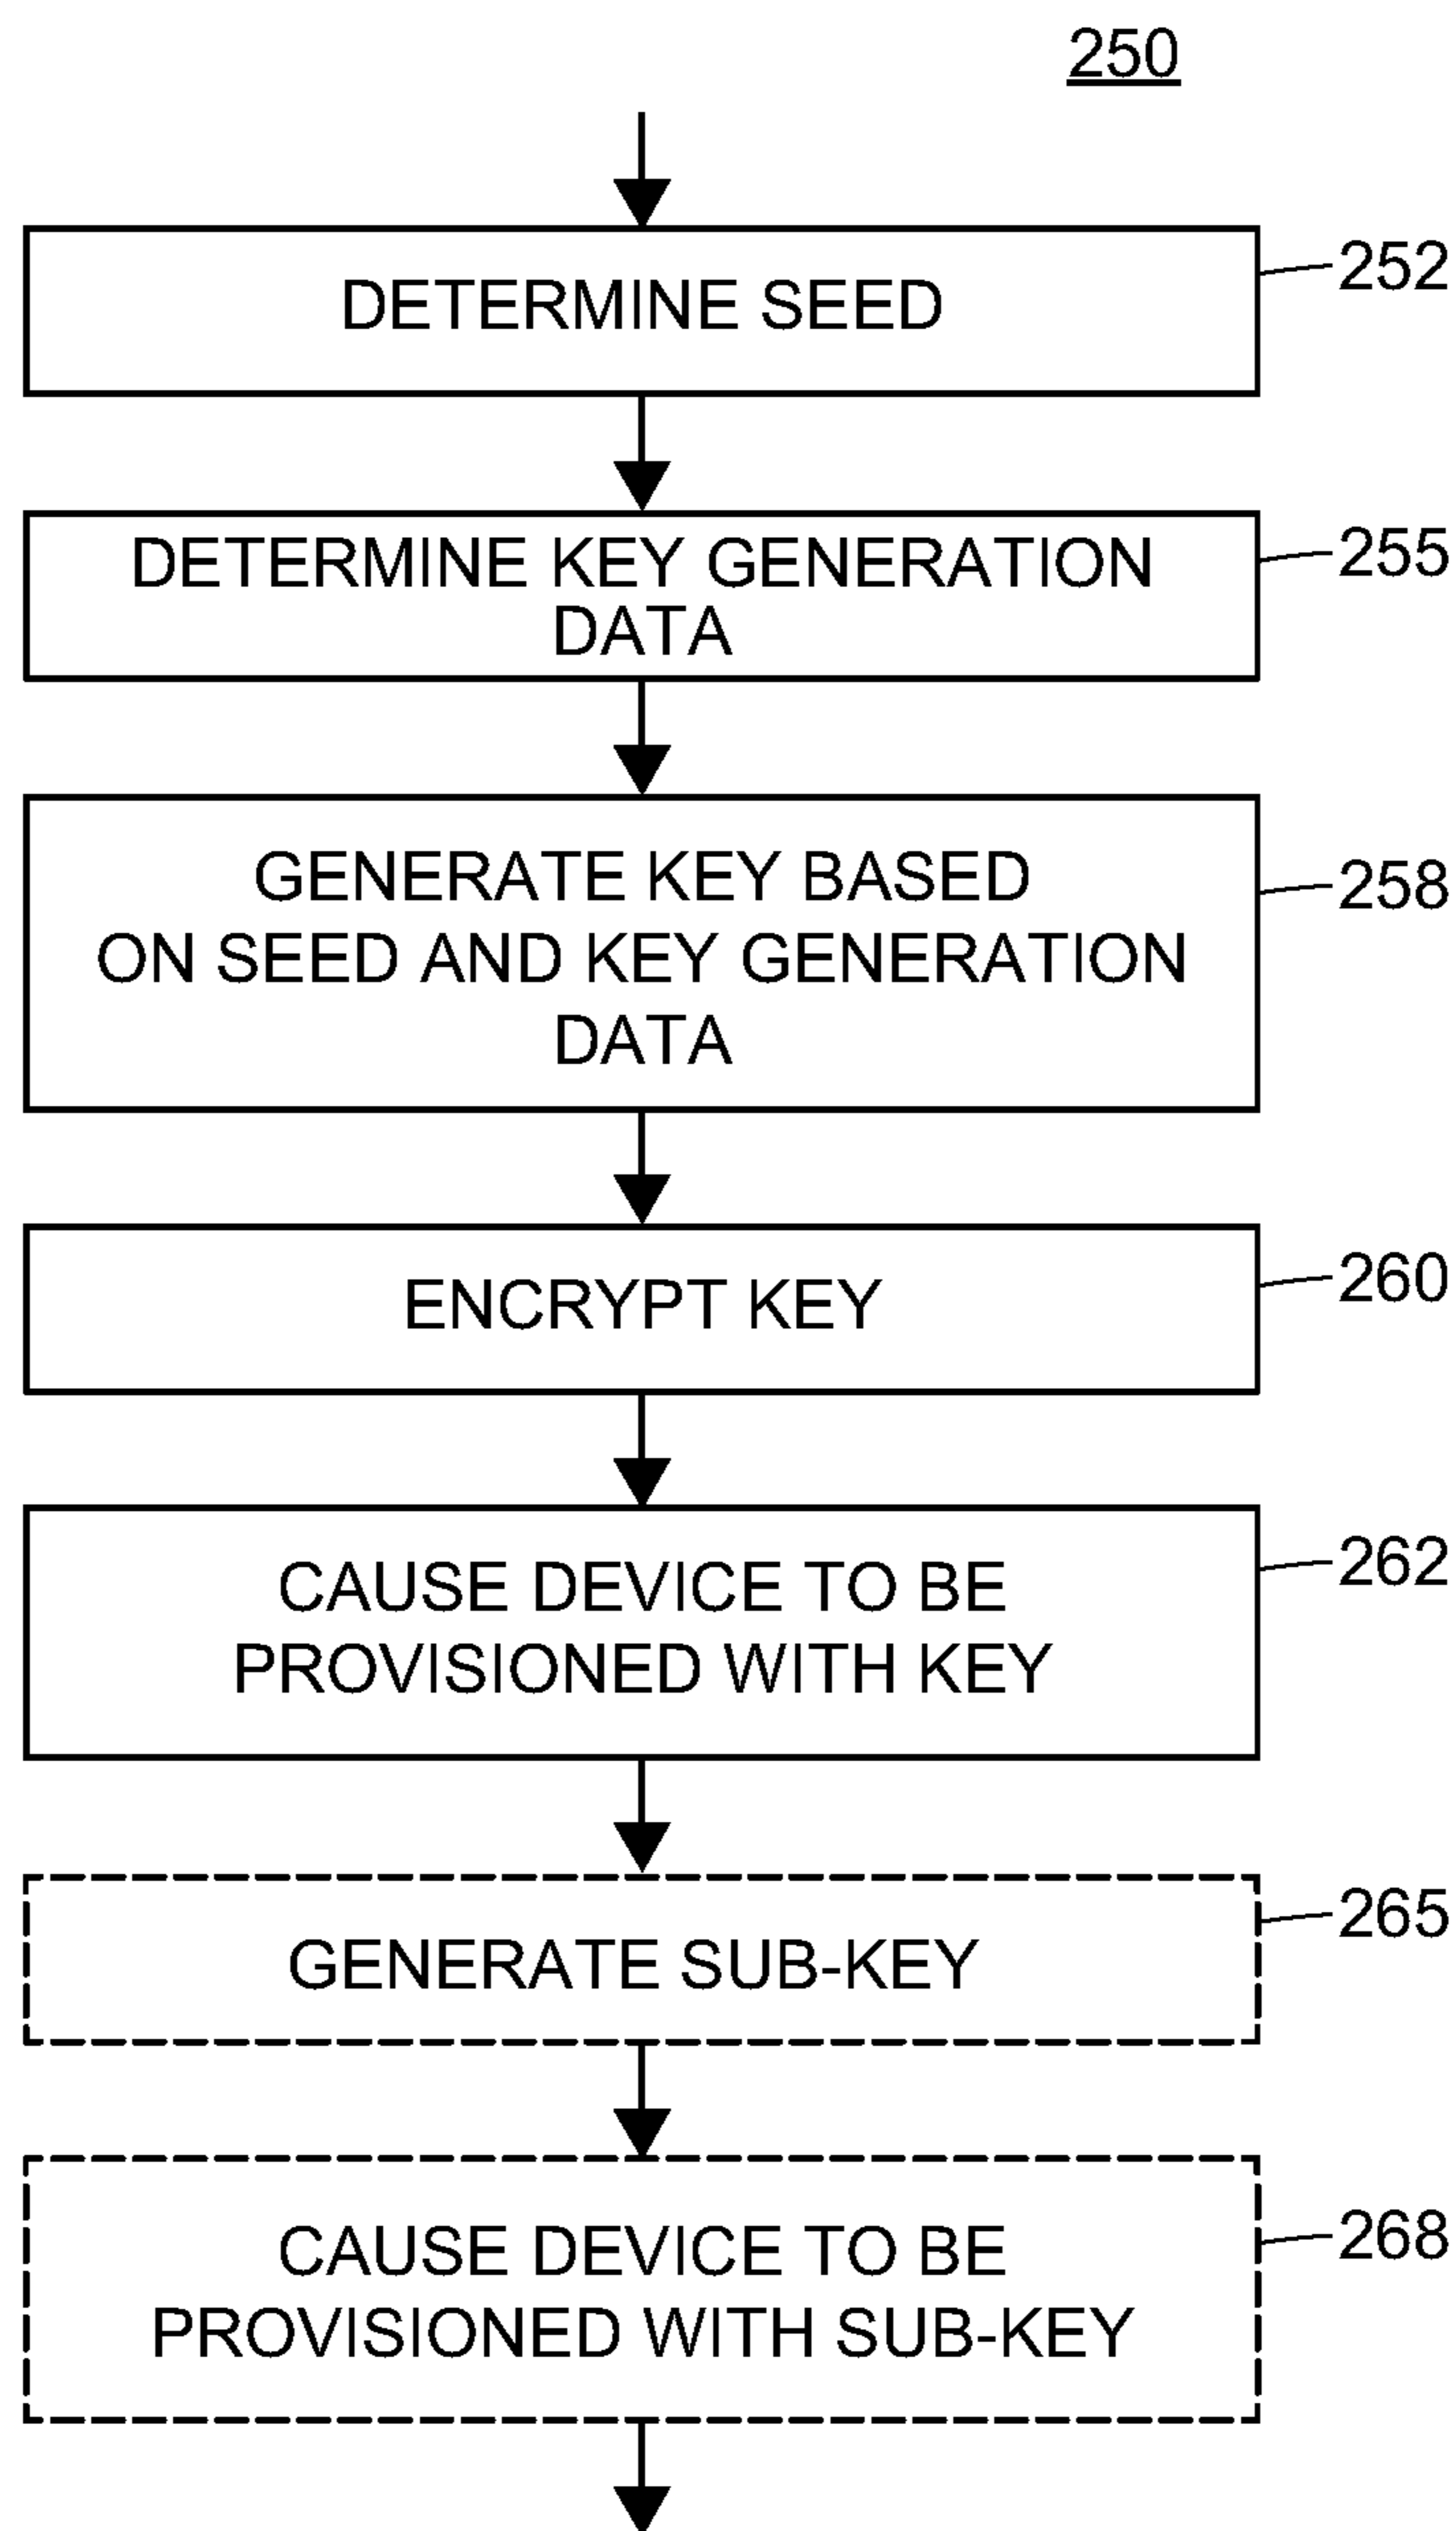 250
DETERMINE SEED
252
DETERMINE KEY GENERATION
DATA
255
GENERATE KEY BASED
ON SEED AND KEY GENERATION
DATA
258
ENCRYPT KEY
260
CAUSE DEVICE TO BE
PROVISIONED WITH KEY
262
GENERATE SUB-KEY
265
CAUSE DEVICE TO BE
PROVISIONED WITH SUB-KEY
268